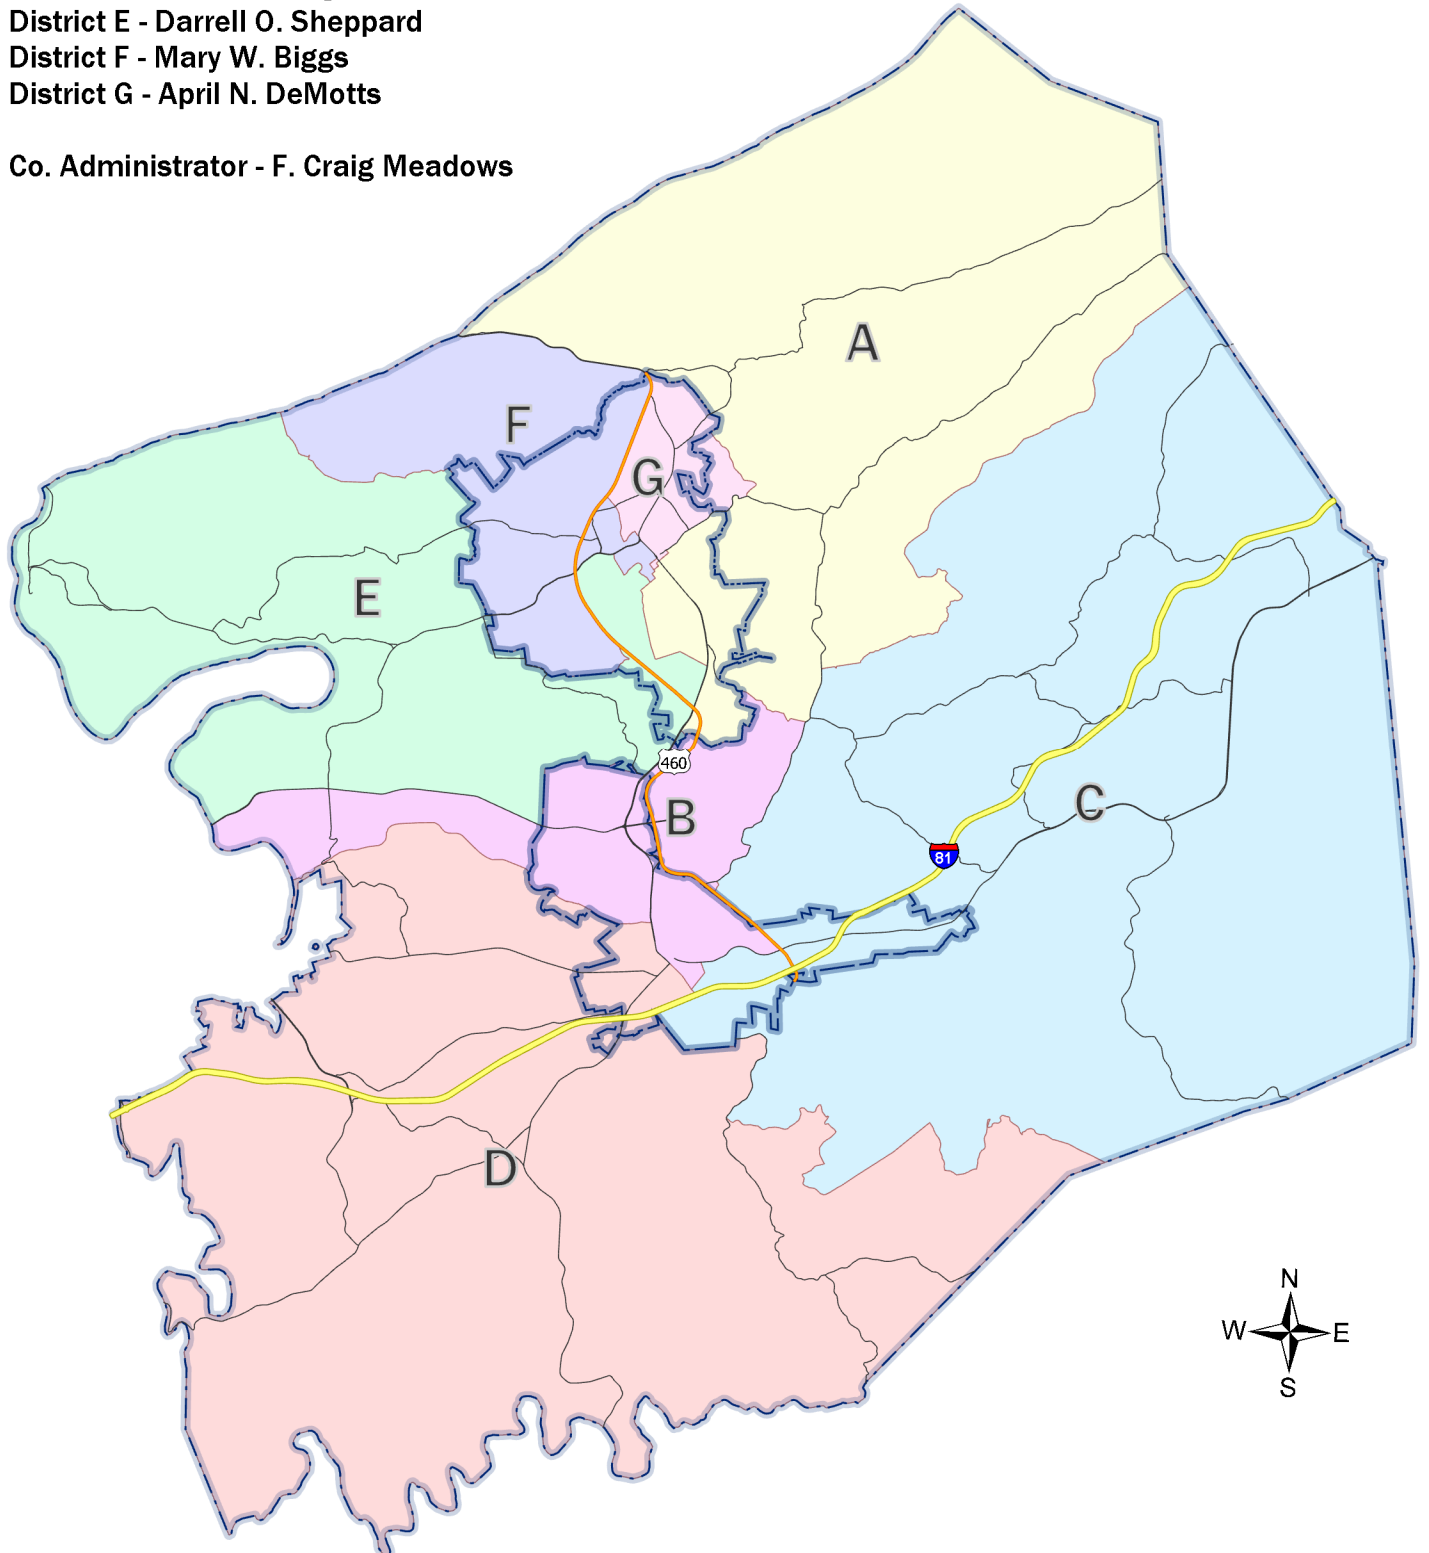 District E - Darrell O. Sheppard
District F - Mary W. Biggs
District G - April N. DeMotts
Co. Administrator - F. Craig Meadows
A
F
G
E
460
B
C
81
D
N
W E
S